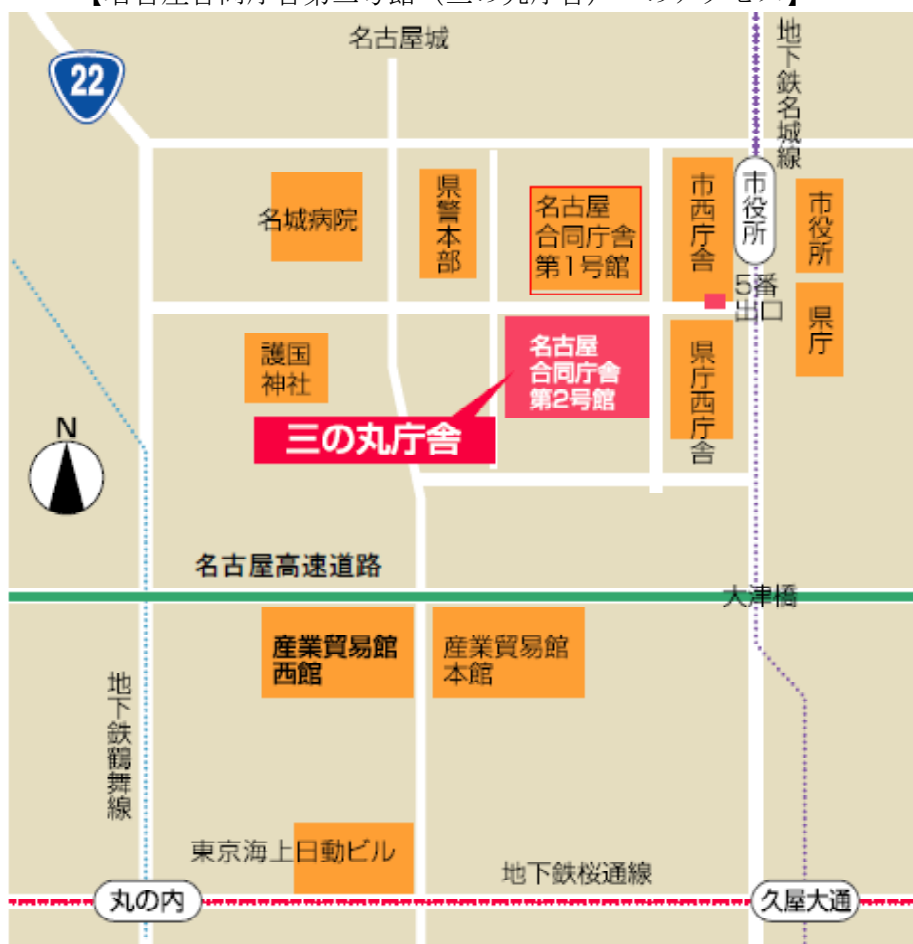 名古屋城
22
地下鉄名城線
名城病院
県警本部
名古屋
合同庁舎
第1号館
市西庁舎
市役所
市役所
5番
出口
県庁
護国
神社
名古屋
合同庁舎
第2号館
県庁西庁舎
三の丸庁舎
N
名古屋高速道路
大津橋
産業貿易館
西館
産業貿易館
本館
地下鉄鶴舞線
東京海上日動ビル
地下鉄桜通線
丸の内
久屋大通